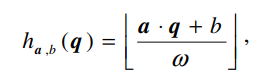 h_{a,b}(q) = ⌊(a · q + b) / ω⌋,